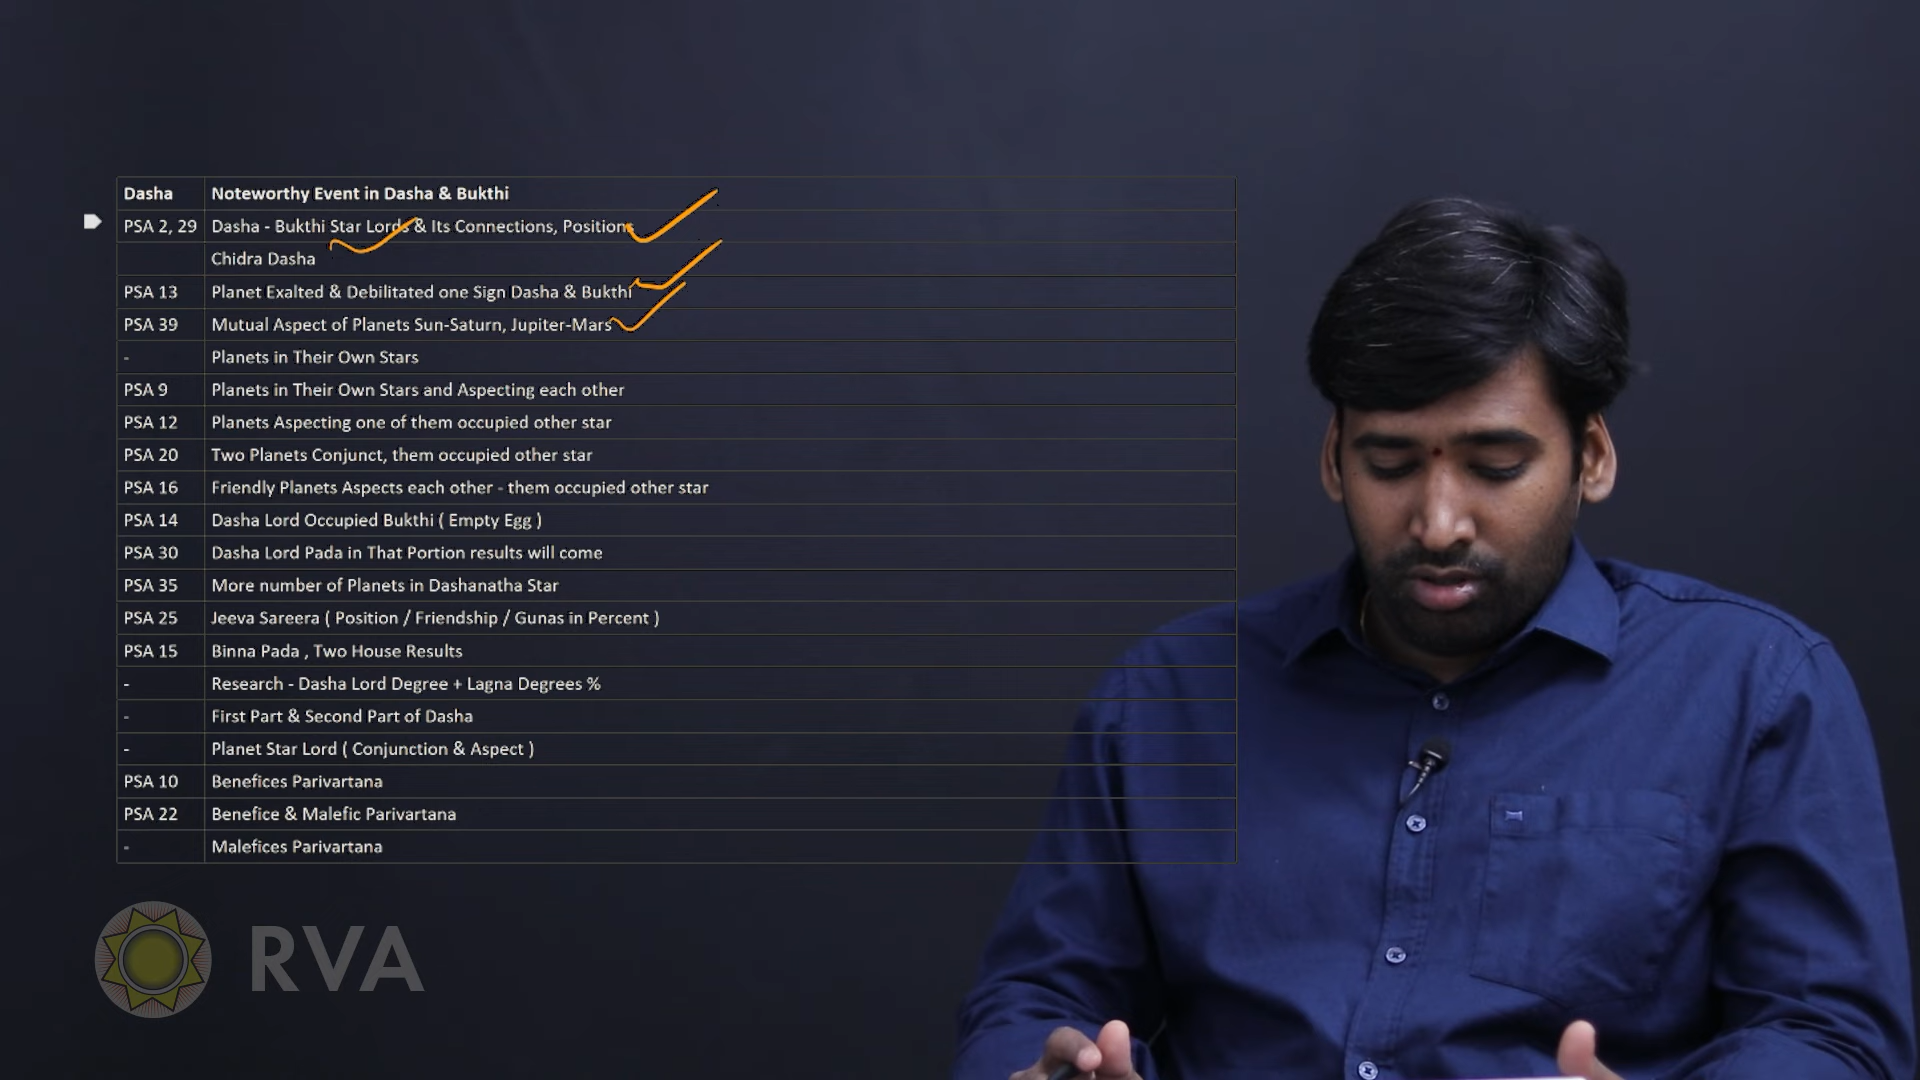 Dasha Noteworthy Event in Dasha & Bukthi
PSA 2, 29 Dasha - Bukthi Star Lords & Its Connections, Positions
Chidra Dasha
PSA 13 Planet Exalted & Debilitated one Sign Dasha & Bukthi
PSA 39 Mutual Aspect of Planets Sun-Saturn, Jupiter-Mars
- Planets in Their Own Stars
PSA 9 Planets in Their Own Stars and Aspecting each other
PSA 12 Planets Aspecting one of them occupied other star
PSA 20 Two Planets Conjunct, them occupied other star
PSA 16 Friendly Planets Aspects each other - them occupied other star
PSA 14 Dasha Lord Occupied Bukthi ( Empty Egg )
PSA 30 Dasha Lord Pada in That Portion results will come
PSA 35 More number of Planets in Dashanatha Star
PSA 25 Jeeva Sareera ( Position / Friendship / Gunas in Percent )
PSA 15 Binna Pada , Two House Results
- Research - Dasha Lord Degree + Lagna Degrees %
- First Part & Second Part of Dasha
- Planet Star Lord ( Conjunction & Aspect )
PSA 10 Benefices Parivartana
PSA 22 Benefice & Malefic Parivartana
- Malefices Parivartana
RVA